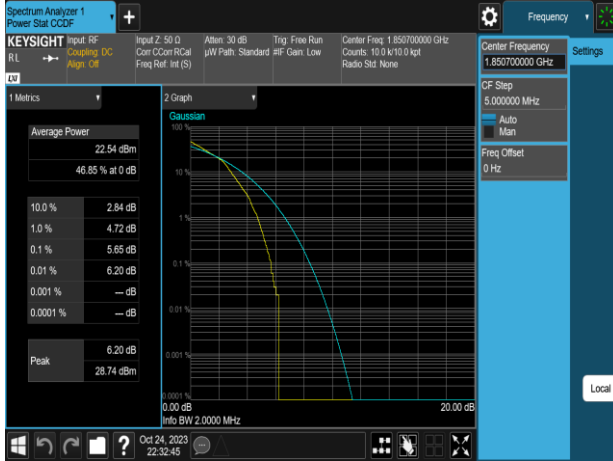 Spectrum Analyzer 1
Power Stat CCDF
KEYSIGHT
RL
LXI
Input: RF
Coupling: DC
Align: Off
Input Z: 50 Ω
Corr CCorr RCal
Freq Ref: Int (S)
Atten: 30 dB
µW Path: Standard
Trig: Free Run
#IF Gain: Low
Center Freq: 1.850700000 GHz
Counts: 10.0 k/10.0 kpt
Radio Std: None
1 Metrics
Average Power
22.54 dBm
46.85 % at 0 dB
10.0 % 2.84 dB
1.0 % 4.72 dB
0.1 % 5.65 dB
0.01 % 6.20 dB
0.001 % --- dB
0.0001 % --- dB
Peak
6.20 dB
28.74 dBm
2 Graph
Gaussian
100 %
10 %
1 %
0.1 %
0.01 %
0.001 %
0.0001 %
0.00 dB 20.00 dB
Info BW 2.0000 MHz
Oct 24, 2023
22:32:45
Frequency
Center Frequency
1.850700000 GHz
CF Step
5.000000 MHz
Auto
Man
Freq Offset
0 Hz
Settings
Local